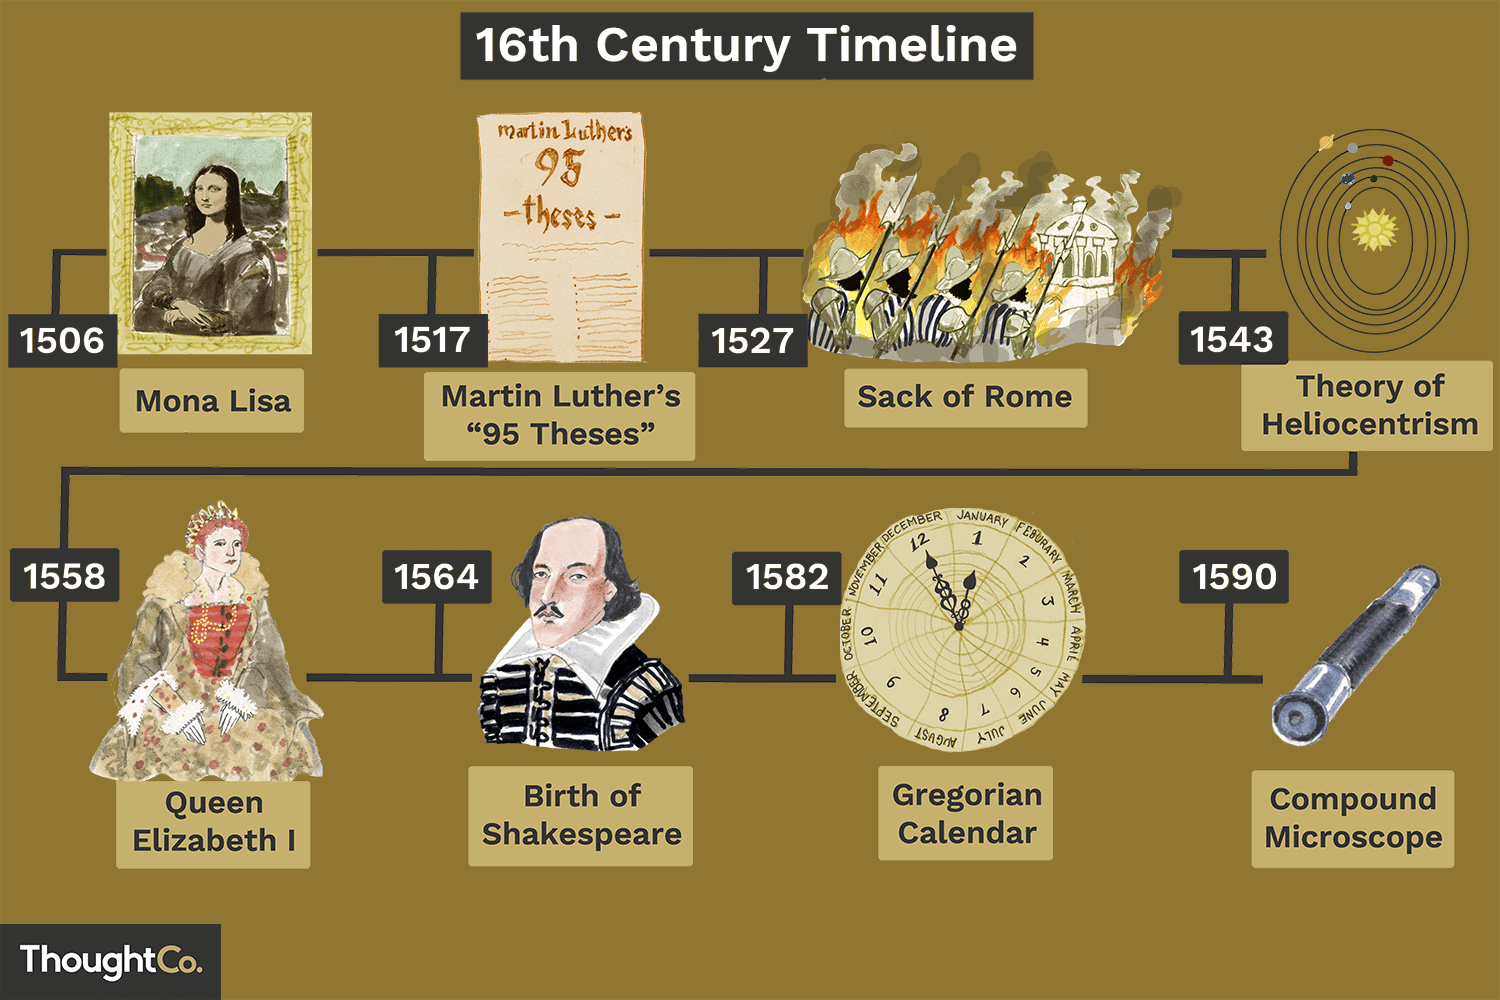 16th Century Timeline
martin Luther's
95
-theses-
1506
1517
1527
1543
Mona Lisa
Martin Luther’s
“95 Theses”
Sack of Rome
Theory of
Heliocentrism
1558
1564
1582
1590
JANUARY
FEBURARY
MARCH
APRIL
MAY
JUNE
JULY
AUGUST
SEPTEMBER
OCTOBER
NOVEMBER
DECEMBER
12
1
2
3
4
5
6
7
8
9
10
11
Queen
Elizabeth I
Birth of
Shakespeare
Gregorian
Calendar
Compound
Microscope
ThoughtCo.